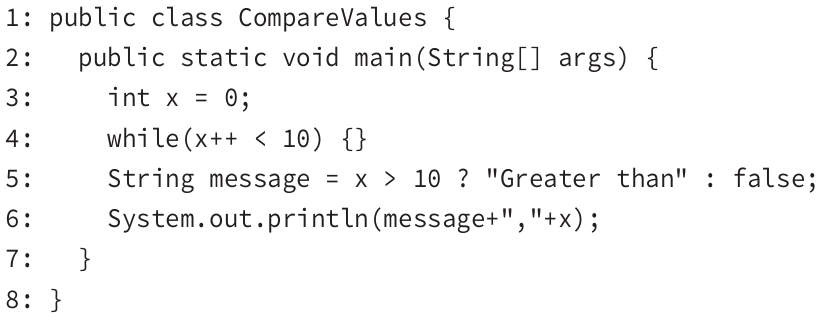 1: public class CompareValues {
2:   public static void main(String[] args) {
3:     int x = 0;
4:     while(x++ < 10) {}
5:     String message = x > 10 ? "Greater than" : false;
6:     System.out.println(message+","+x);
7:   }
8: }